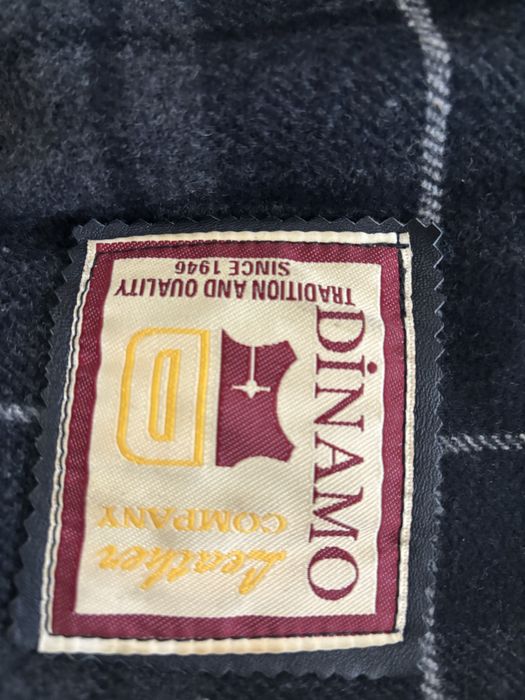 DİNAMO
TRADITION AND QUALITY
SINCE 1946
D
Leather
COMPANY